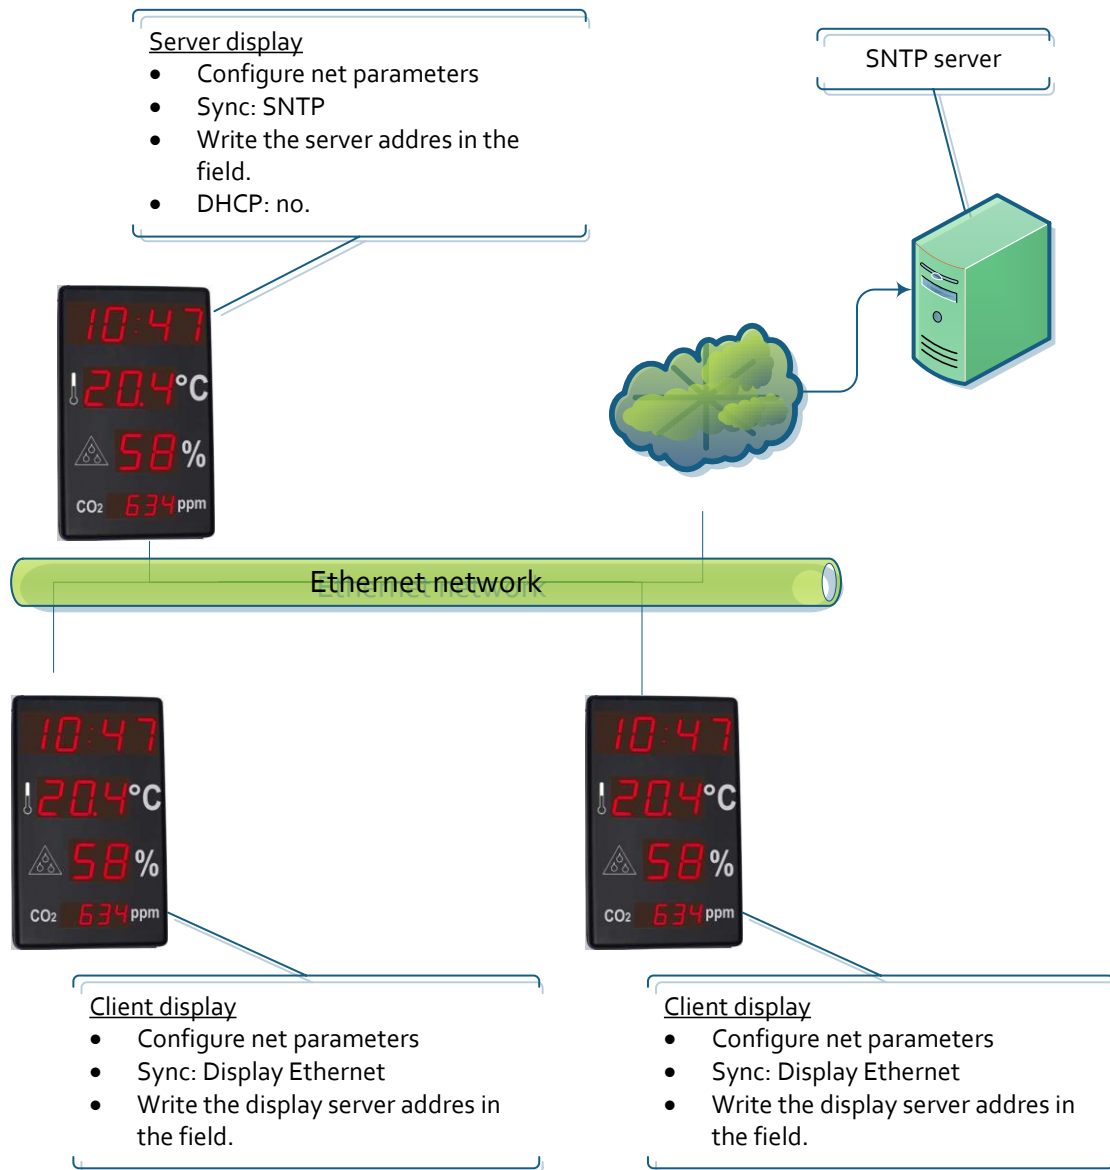 Server display
• Configure net parameters
• Sync: SNTP
• Write the server addres in the
field.
• DHCP: no.
SNTP server
10:47
20.4°C
58%
CO2 634 ppm
Ethernet network
10:47
20.4°C
58%
CO2 634 ppm
10:47
20.4°C
58%
CO2 634 ppm
Client display
• Configure net parameters
• Sync: Display Ethernet
• Write the display server addres in
the field.
Client display
• Configure net parameters
• Sync: Display Ethernet
• Write the display server addres in
the field.